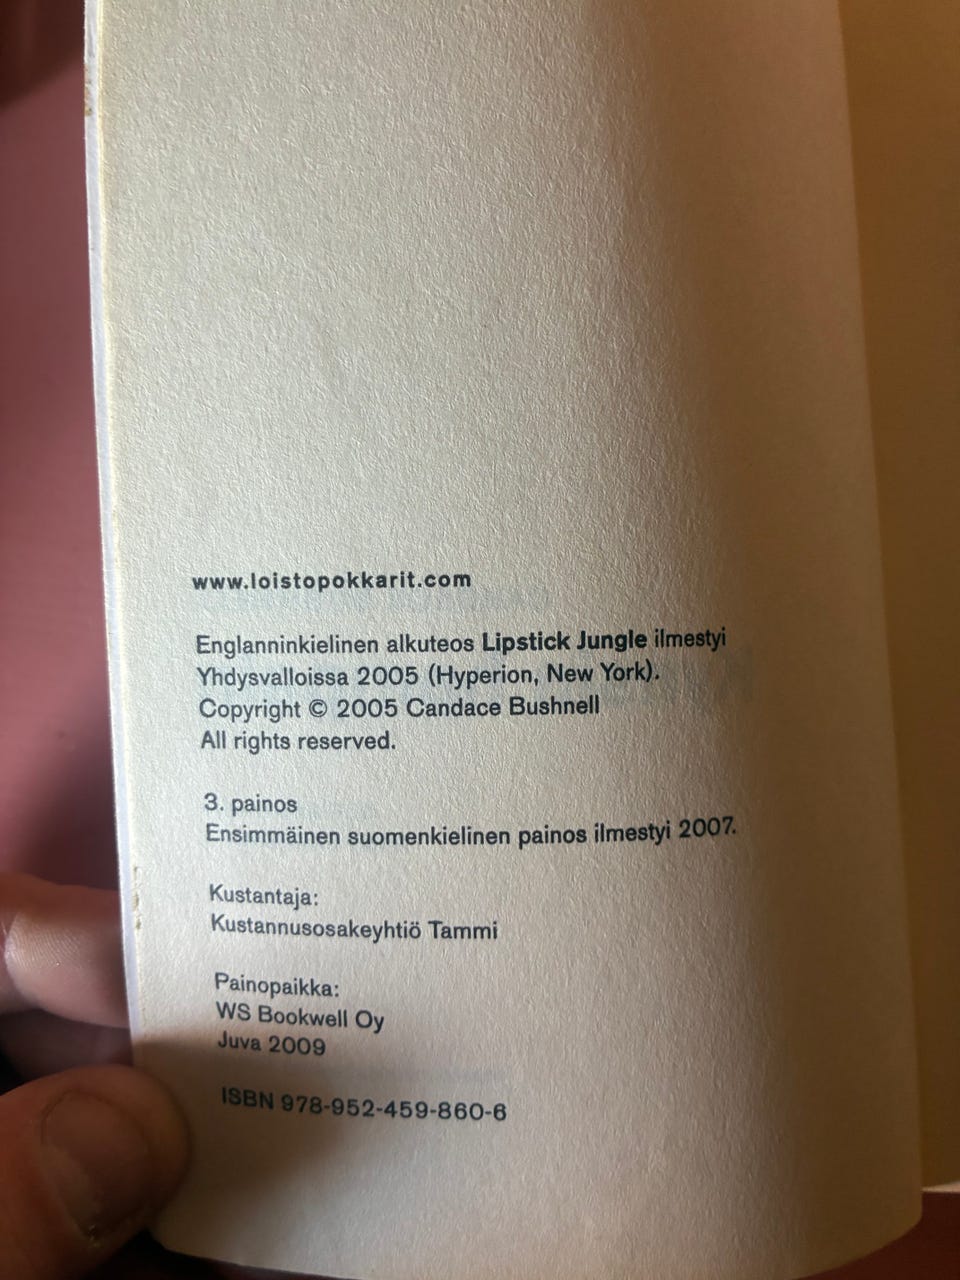 www.loistopokkarit.com
Englanninkielinen alkuteos Lipstick Jungle ilmestyi
Yhdysvalloissa 2005 (Hyperion, New York).
Copyright © 2005 Candace Bushnell
All rights reserved.
3. painos
Ensimmäinen suomenkielinen painos ilmestyi 2007.
Kustantaja:
Kustannusosakeyhtiö Tammi
Painopaikka:
WS Bookwell Oy
Juva 2009
ISBN 978-952-459-860-6